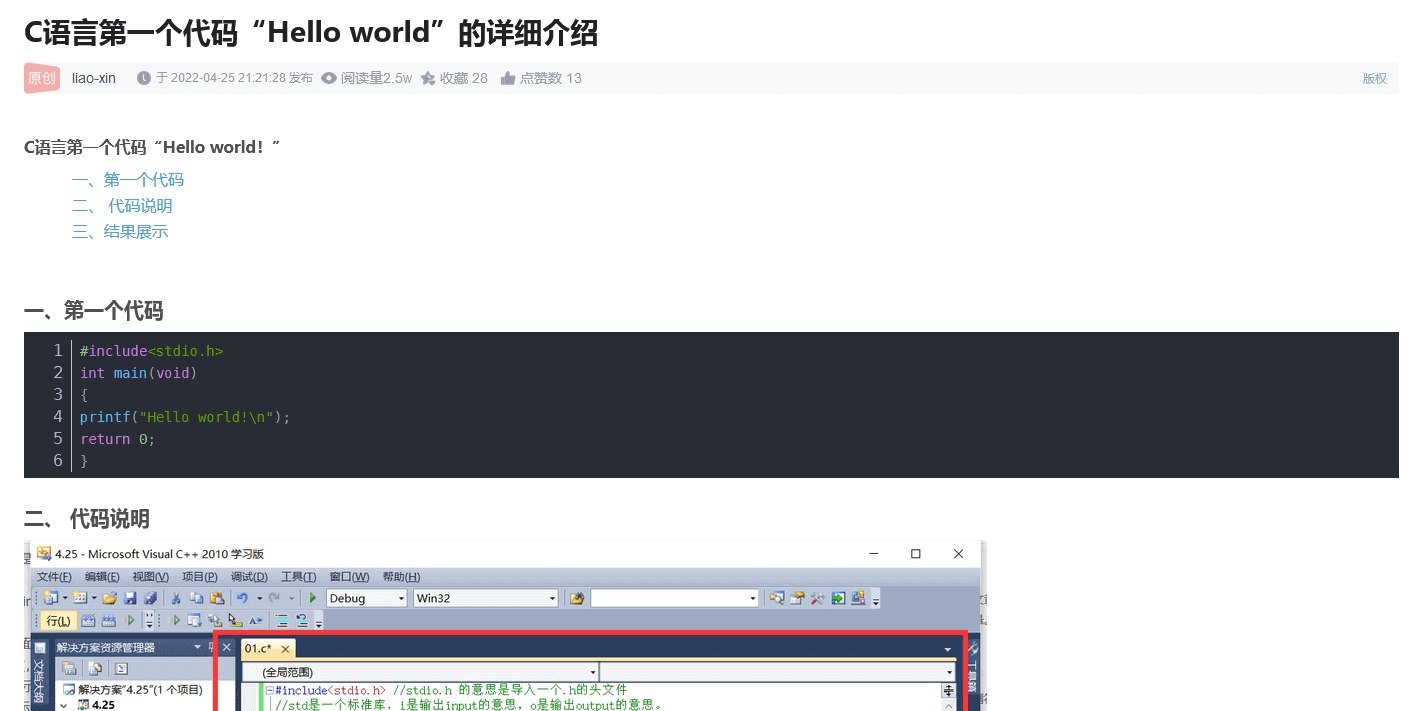 C语言第一个代码“Hello world”的详细介绍
原创 liao-xin 于 2022-04-25 21:21:28 发布 阅读量2.5w 收藏 28 点赞数 13 版权
C语言第一个代码“Hello world！”
一、第一个代码
二、 代码说明
三、结果展示
一、第一个代码
1 #include<stdio.h>
2 int main(void)
3 {
4 printf("Hello world!\n");
5 return 0;
6 }
二、 代码说明
4.25 - Microsoft Visual C++ 2010 学习版
文件(F) 编辑(E) 视图(V) 项目(P) 调试(D) 工具(T) 窗口(W) 帮助(H)
Debug Win32
行(L)
解决方案资源管理器 01.c*
文档大纲 工具箱
(全局范围)
解决方案"4.25"(1 个项目) #include<stdio.h> //stdio.h 的意思是导入一个.h的头文件
4.25 //std是一个标准库，i是输出input的意思，o是输出output的意思。